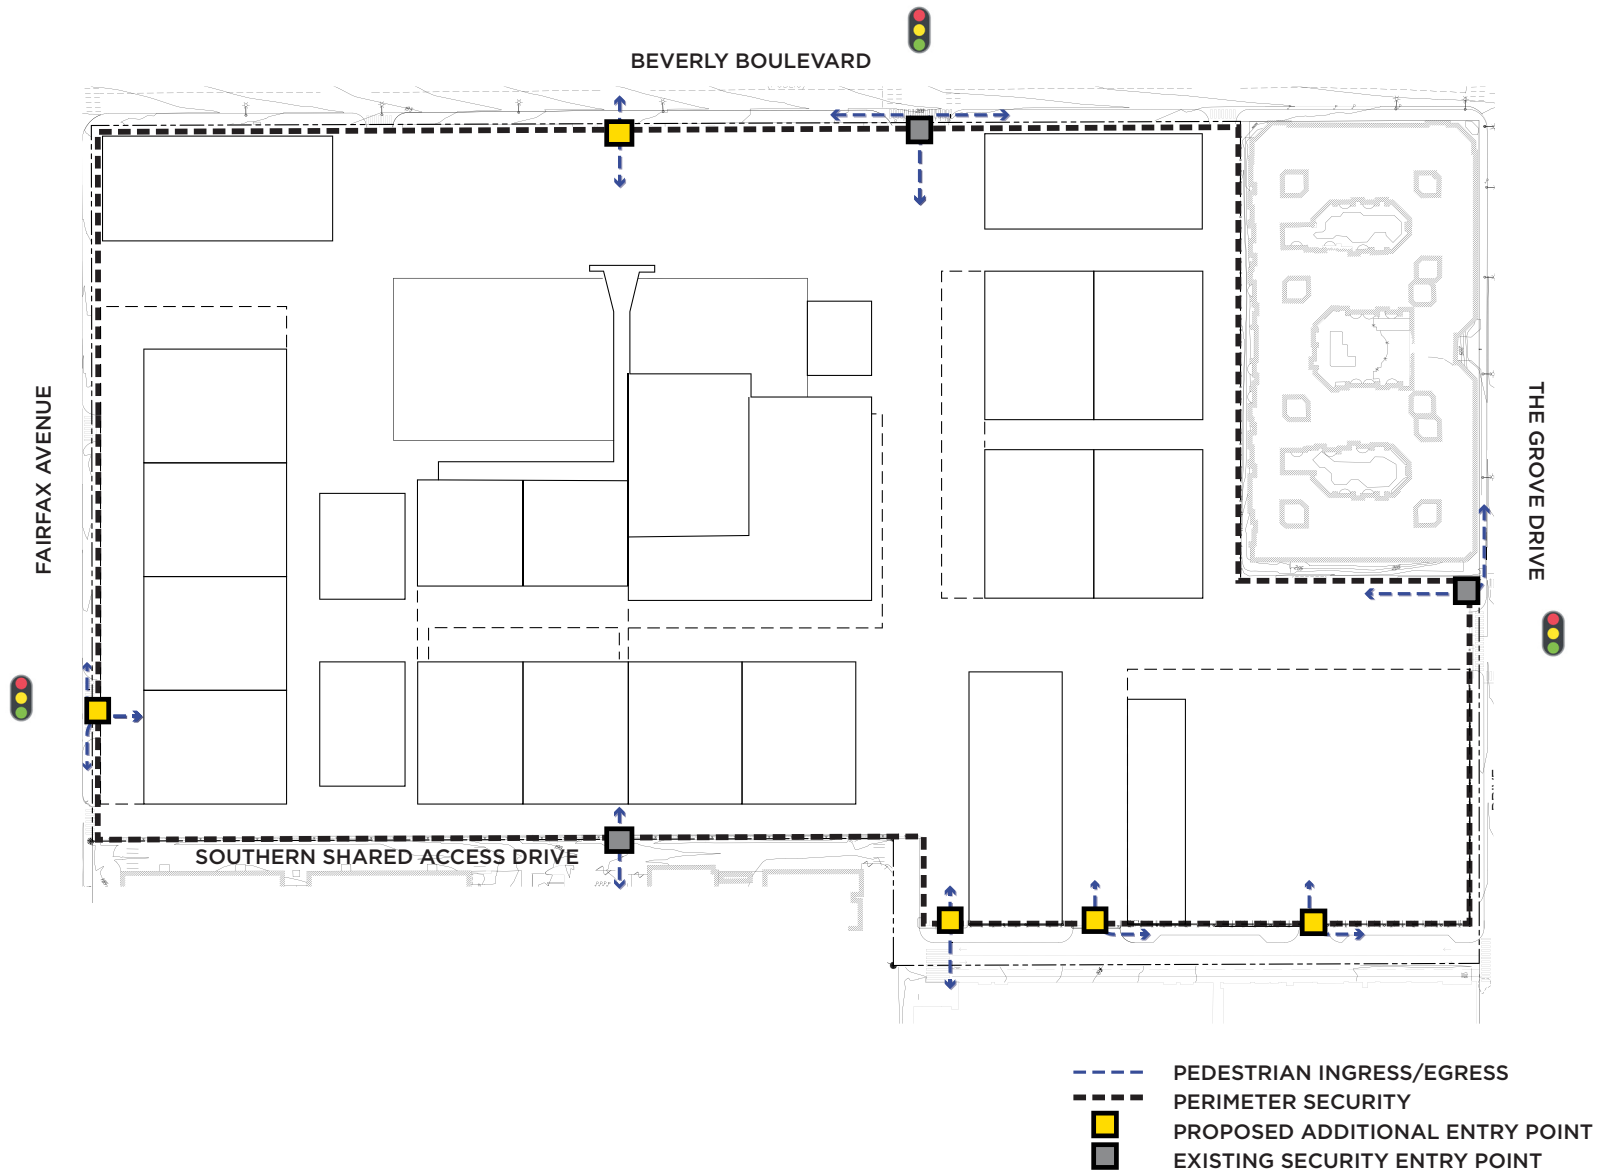 BEVERLY BOULEVARD
FAIRFAX AVENUE
THE GROVE DRIVE
SOUTHERN SHARED ACCESS DRIVE
PEDESTRIAN INGRESS/EGRESS
PERIMETER SECURITY
PROPOSED ADDITIONAL ENTRY POINT
EXISTING SECURITY ENTRY POINT